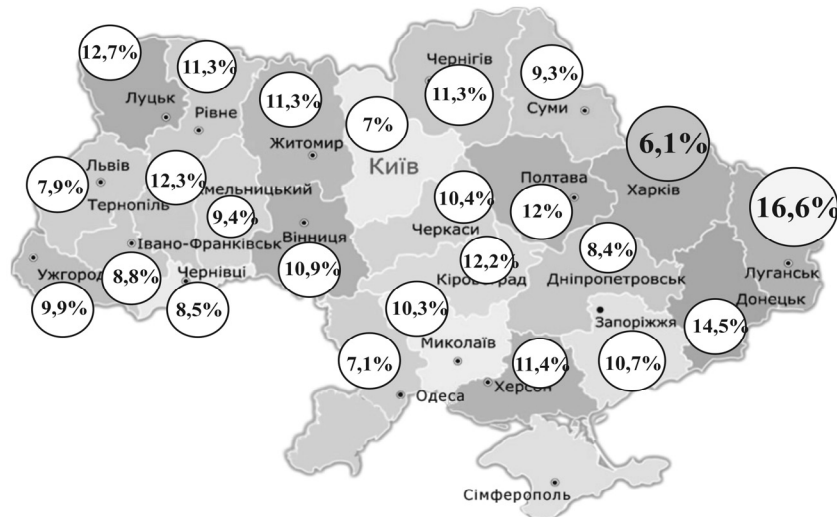 12,7%
11,3%
Луцьк
Рівне
11,3%
Житомир
7%
Київ
Чернігів
11,3%
9,3%
Суми
6,1%
Харків
Львів
7,9%
Тернопіль
12,3%
мельницький
9,4%
Івано-Франківськ
Вінниця
10,9%
10,4%
Черкаси
Полтава
12%
16,6%
Луганськ
Ужгород
9,9%
8,8%
Чернівці
8,5%
12,2%
Кіров рад
8,4%
Дніпропетровськ
Донецьк
14,5%
10,3%
Миколаїв
Запоріжжя
10,7%
7,1%
Одеса
11,4%
Херсон
Сімферополь